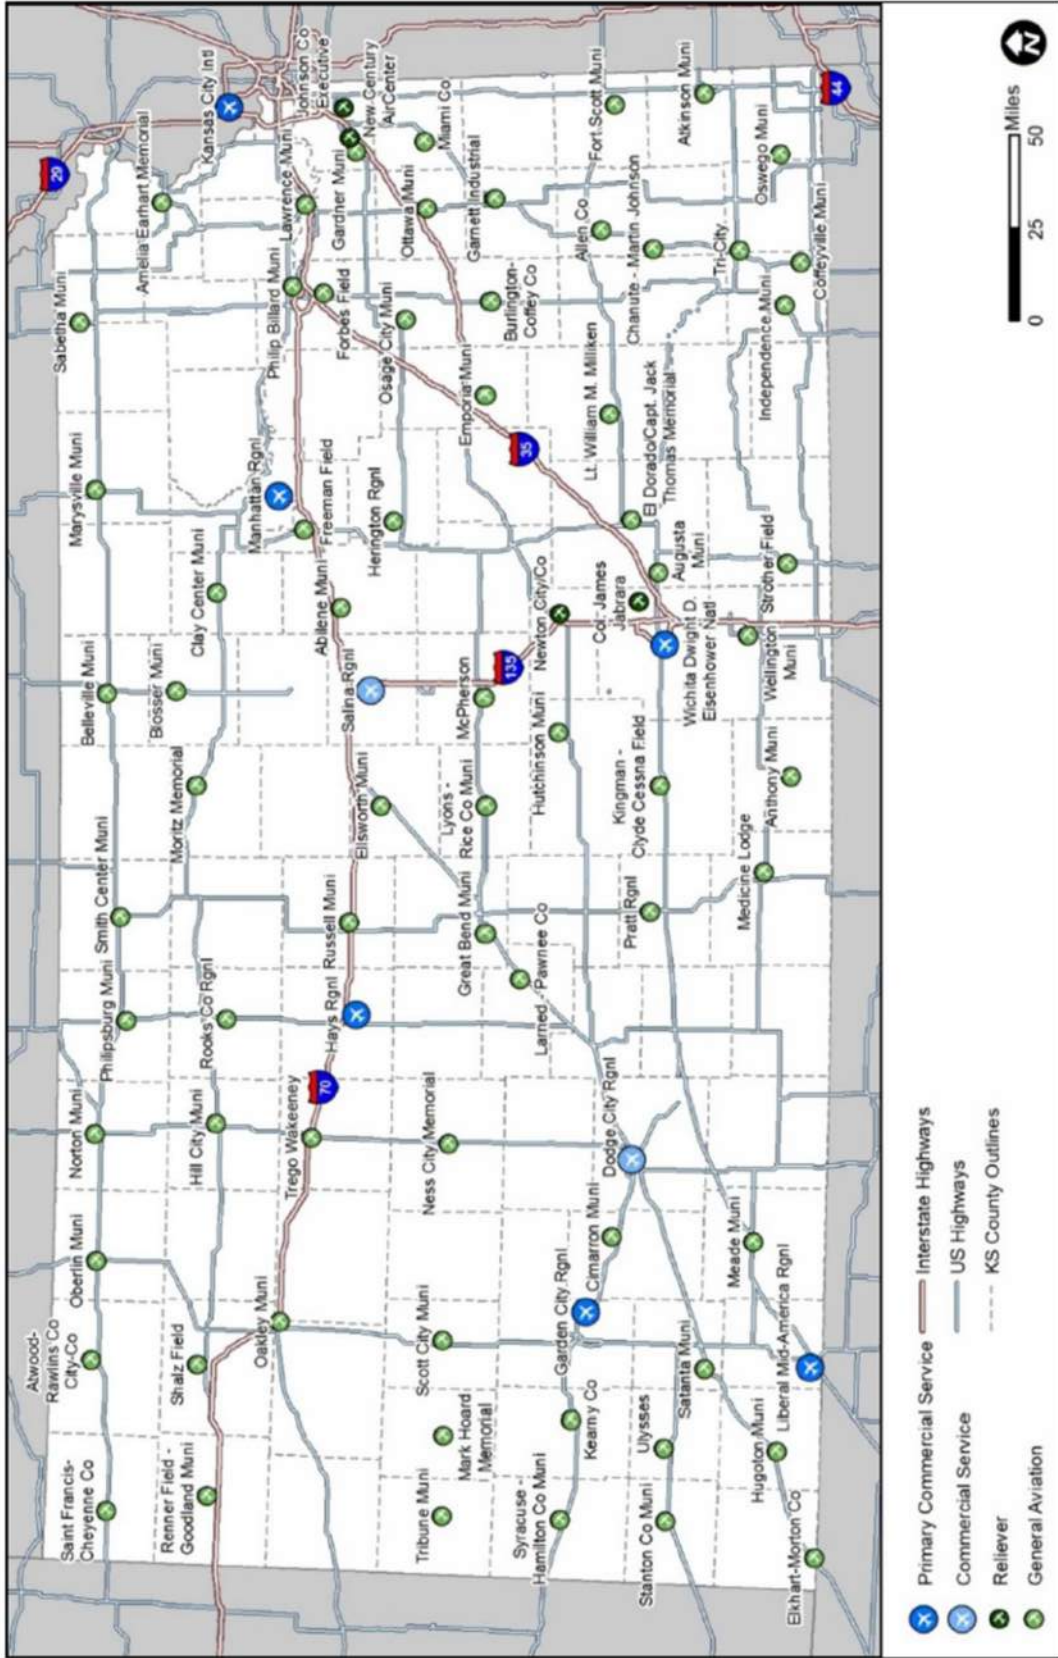 Saint Francis-
Cheyenne Co
Atwood-
Rawlins Co
City-Co
Oberlin Muni
Norton Muni
Philipsburg Muni
Smith Center Muni
Belleville Muni
Marysville Muni
Sabetha Muni
29
Renner Field -
Goodland Muni
Shalz Field
Hill City Muni
Rooks Co Rgnl
Moritz Memorial
Blosser Muni
Clay Center Muni
Amelia Earhart Memorial
Kansas City Intl
Oakley Muni
Trego Wakeeney
70
Hays Rgnl
Russell Muni
Ellsworth Muni
Salina Rgnl
Abilene Muni
Manhattan Rgnl
Freeman Field
Herington Rgnl
Philip Billard Muni
Forbes Field
Osage City Muni
Lawrence Muni
Gardner Muni
Johnson Co
Executive
New Century
AirCenter
Ottawa Muni
Miami Co
Tribune Muni
Mark Hoard
Memorial
Scott City Muni
Ness City Memorial
Great Bend Muni
Larned - Pawnee Co
Lyons -
Rice Co Muni
McPherson
135
Emporia Muni
35
Burlington-
Coffey Co
Garnett Industrial
Syracuse -
Hamilton Co Muni
Kearny Co
Garden City Rgnl
Cimarron Muni
Dodge City Rgnl
Hutchinson Muni
Newton City/Co
Col. James
Jabrara
Lt. William M. Milliken
Allen Co
Fort Scott Muni
Stanton Co Muni
Ulysses
Satanta Muni
Pratt Rgnl
Kingman -
Clyde Cessna Field
Wichita Dwight D.
Eisenhower Natl
Augusta
Muni
El Dorado/Capt. Jack
Thomas Memorial
Chanute - Martin Johnson
Atkinson Muni
Elkhart-Morton Co
Hugoton Muni
Liberal Mid-America Rgnl
Meade Muni
Medicine Lodge
Anthony Muni
Wellington
Muni
Strother Field
Independence Muni
Tri-City
Coffeyville Muni
Oswego Muni
44
Primary Commercial Service
Commercial Service
Reliever
General Aviation
Interstate Highways
US Highways
KS County Outlines
0 25 50 Miles
N